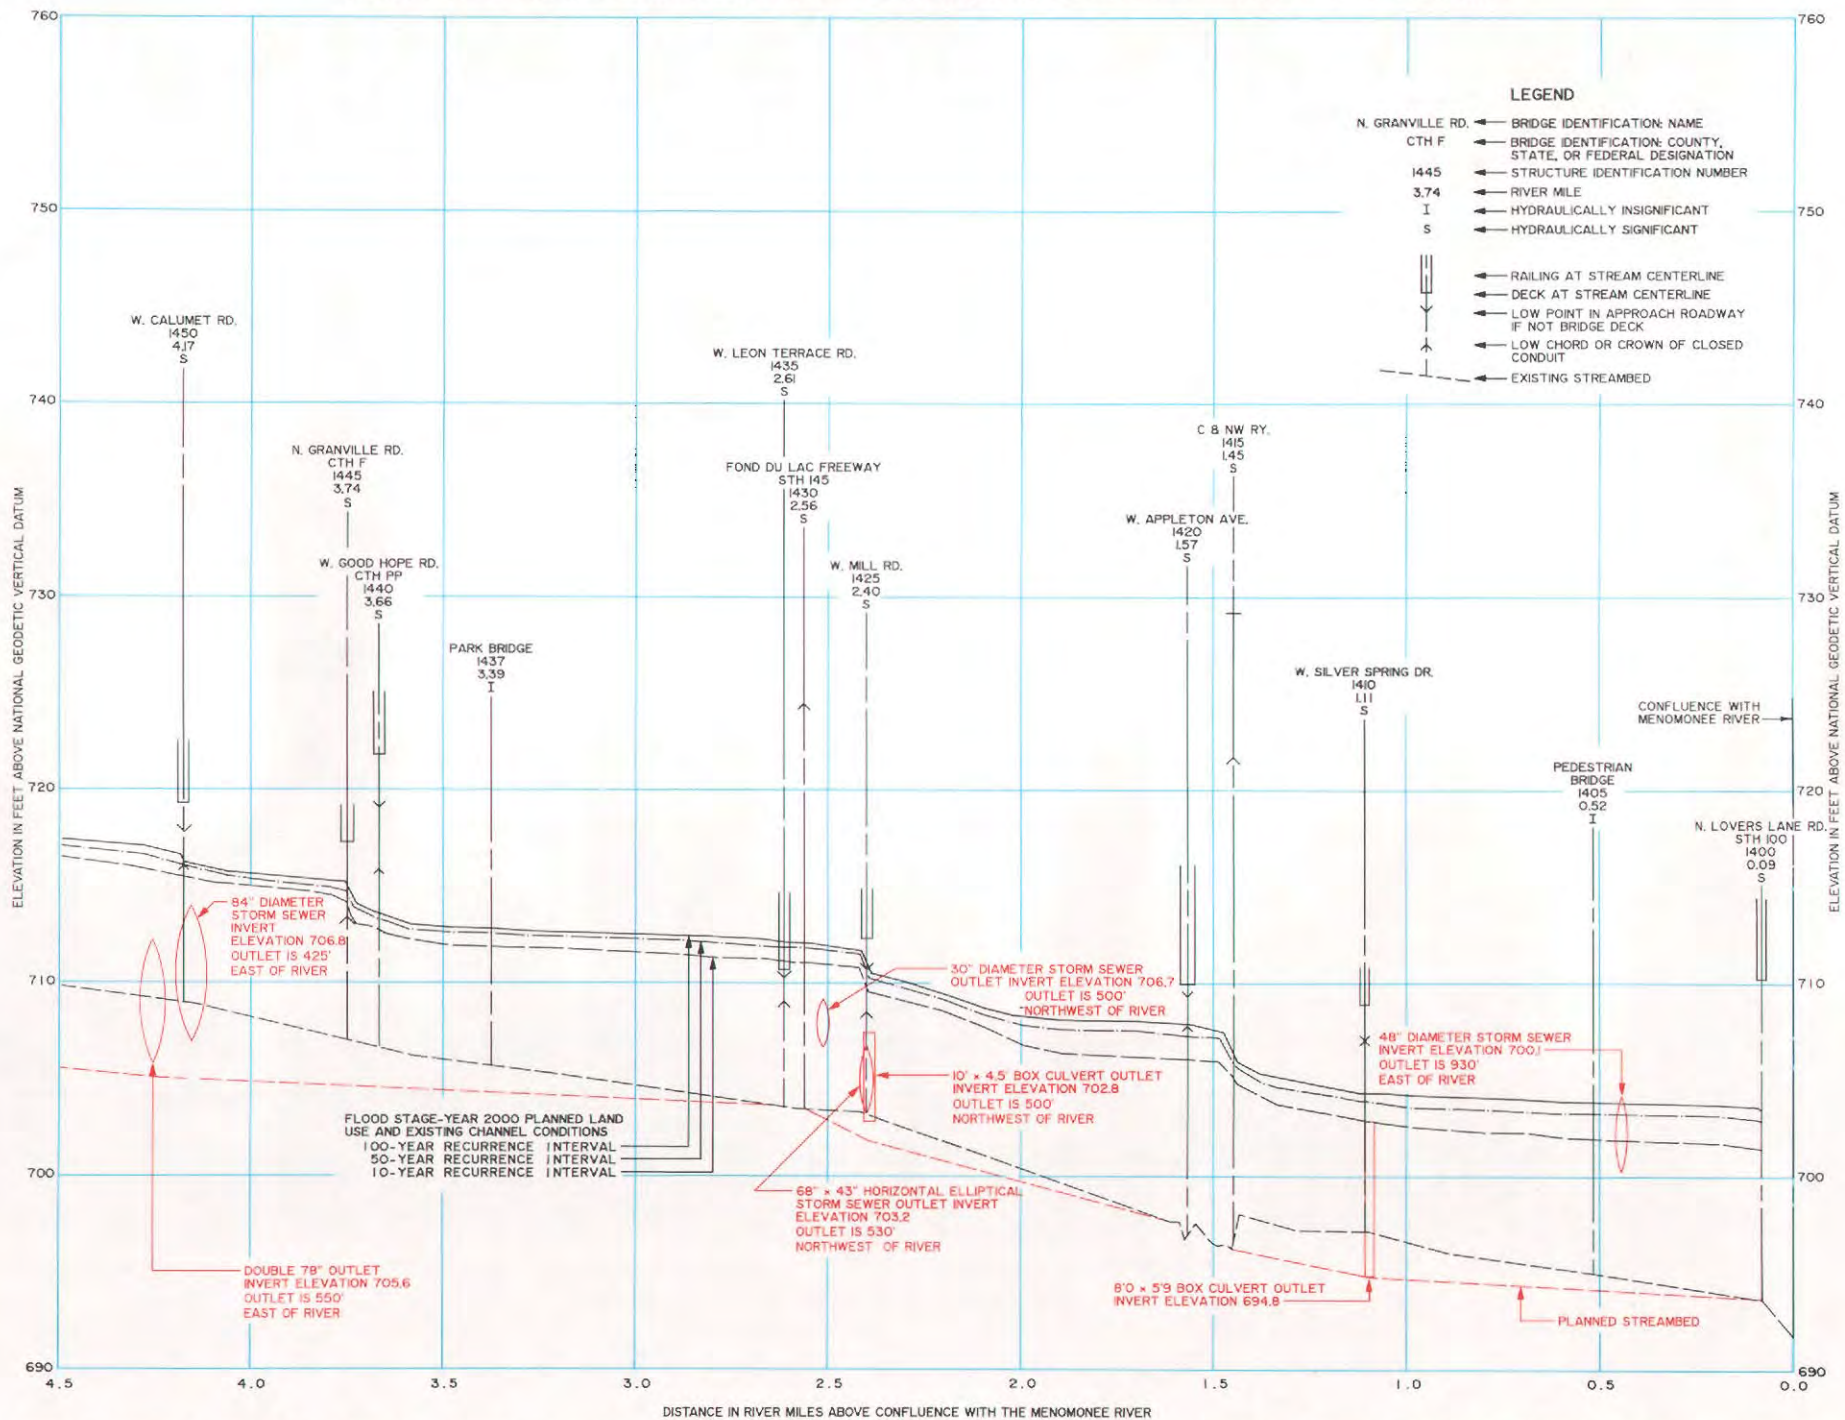 760
750
740
730
720
710
700
690
760
750
740
730
720
710
700
690
ELEVATION IN FEET ABOVE NATIONAL GEODETIC VERTICAL DATUM
ELEVATION IN FEET ABOVE NATIONAL GEODETIC VERTICAL DATUM
LEGEND
N. GRANVILLE RD. BRIDGE IDENTIFICATION: NAME
CTH F BRIDGE IDENTIFICATION: COUNTY,
STATE, OR FEDERAL DESIGNATION
1445 STRUCTURE IDENTIFICATION NUMBER
3.74 RIVER MILE
I HYDRAULICALLY INSIGNIFICANT
S HYDRAULICALLY SIGNIFICANT
RAILING AT STREAM CENTERLINE
DECK AT STREAM CENTERLINE
LOW POINT IN APPROACH ROADWAY
IF NOT BRIDGE DECK
LOW CHORD OR CROWN OF CLOSED
CONDUIT
EXISTING STREAMBED
W. CALUMET RD.
1450
4.17
S
N. GRANVILLE RD.
CTH F
1445
3.74
S
W. GOOD HOPE RD.
CTH PP
1440
3.66
S
PARK BRIDGE
1437
3.39
I
W. LEON TERRACE RD.
1435
2.61
S
FOND DU LAC FREEWAY
STH 145
1430
2.56
S
W. MILL RD.
1425
2.40
S
W. APPLETON AVE.
1420
1.57
S
C & NW RY.
1415
1.45
S
W. SILVER SPRING DR.
1410
1.11
S
PEDESTRIAN
BRIDGE
1405
0.52
I
CONFLUENCE WITH
MENOMONEE RIVER
N. LOVERS LANE RD.
STH 100
1400
0.09
S
84" DIAMETER
STORM SEWER
INVERT
ELEVATION 706.8
OUTLET IS 425'
EAST OF RIVER
30" DIAMETER STORM SEWER
OUTLET INVERT ELEVATION 706.7
OUTLET IS 500'
NORTHWEST OF RIVER
10' x 4.5' BOX CULVERT OUTLET
INVERT ELEVATION 702.8
OUTLET IS 500'
NORTHWEST OF RIVER
48" DIAMETER STORM SEWER
INVERT ELEVATION 700.1
OUTLET IS 930'
EAST OF RIVER
FLOOD STAGE-YEAR 2000 PLANNED LAND
USE AND EXISTING CHANNEL CONDITIONS
100-YEAR RECURRENCE INTERVAL
50-YEAR RECURRENCE INTERVAL
10-YEAR RECURRENCE INTERVAL
68" x 43" HORIZONTAL ELLIPTICAL
STORM SEWER OUTLET INVERT
ELEVATION 703.2
OUTLET IS 530'
NORTHWEST OF RIVER
DOUBLE 78" OUTLET
INVERT ELEVATION 705.6
OUTLET IS 550'
EAST OF RIVER
8'0 x 5'9 BOX CULVERT OUTLET
INVERT ELEVATION 694.8
PLANNED STREAMBED
4.5 4.0 3.5 3.0 2.5 2.0 1.5 1.0 0.5 0.0
DISTANCE IN RIVER MILES ABOVE CONFLUENCE WITH THE MENOMONEE RIVER